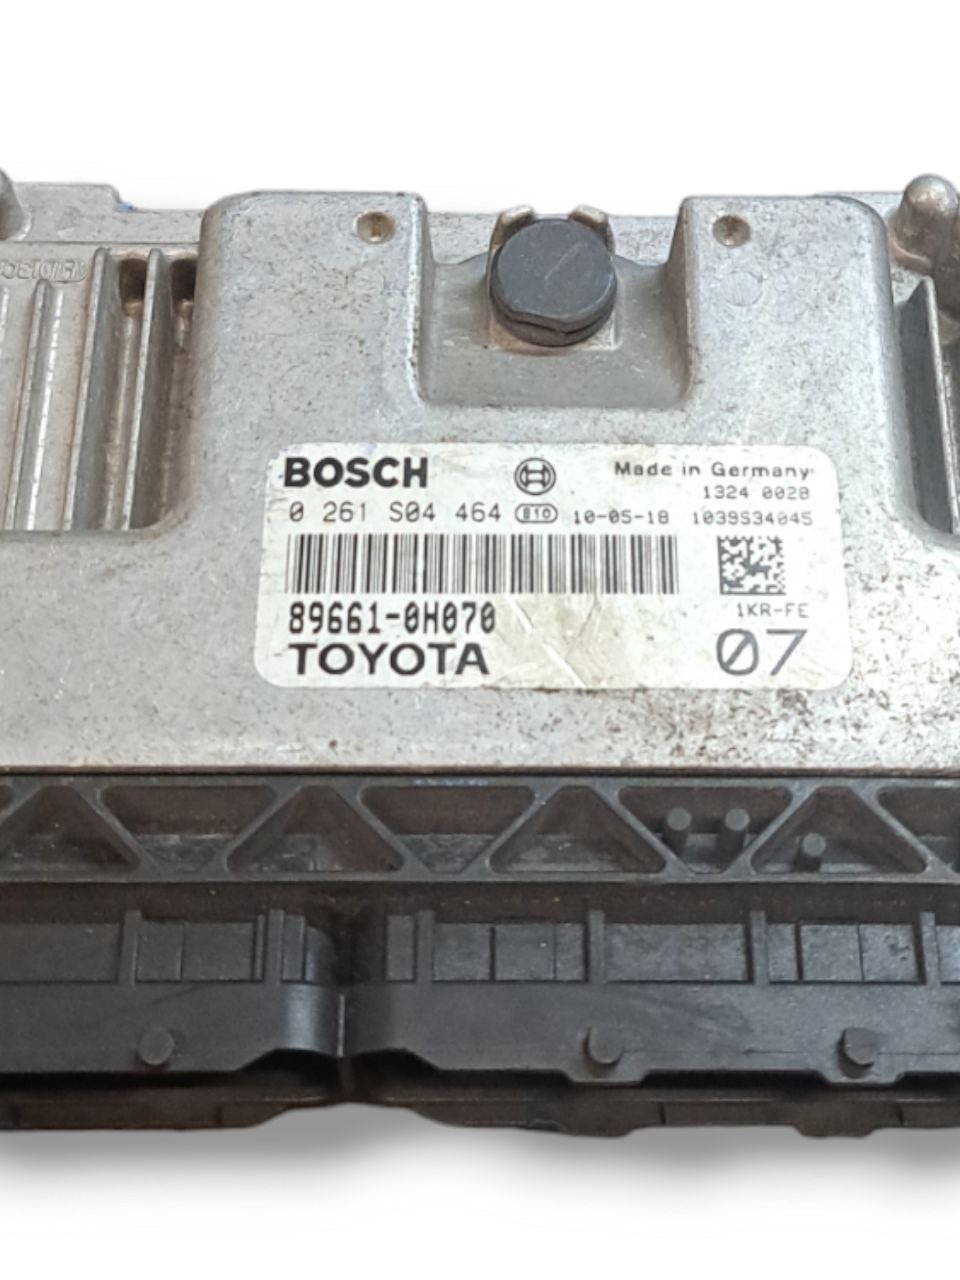 BOSCH Made in Germany
1324 0028
0 261 S04 464 B10 10-05-18 1039S34045
89661-0H070 1KR-FE
TOYOTA 07